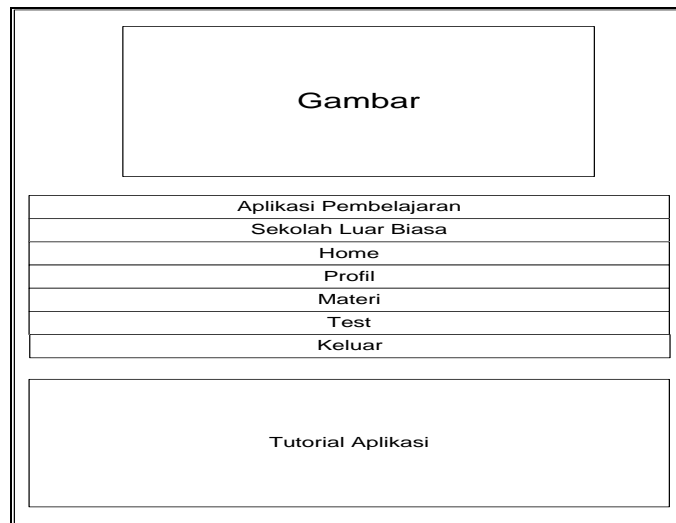 Gambar
Aplikasi Pembelajaran
Sekolah Luar Biasa
Home
Profil
Materi
Test
Keluar
Tutorial Aplikasi